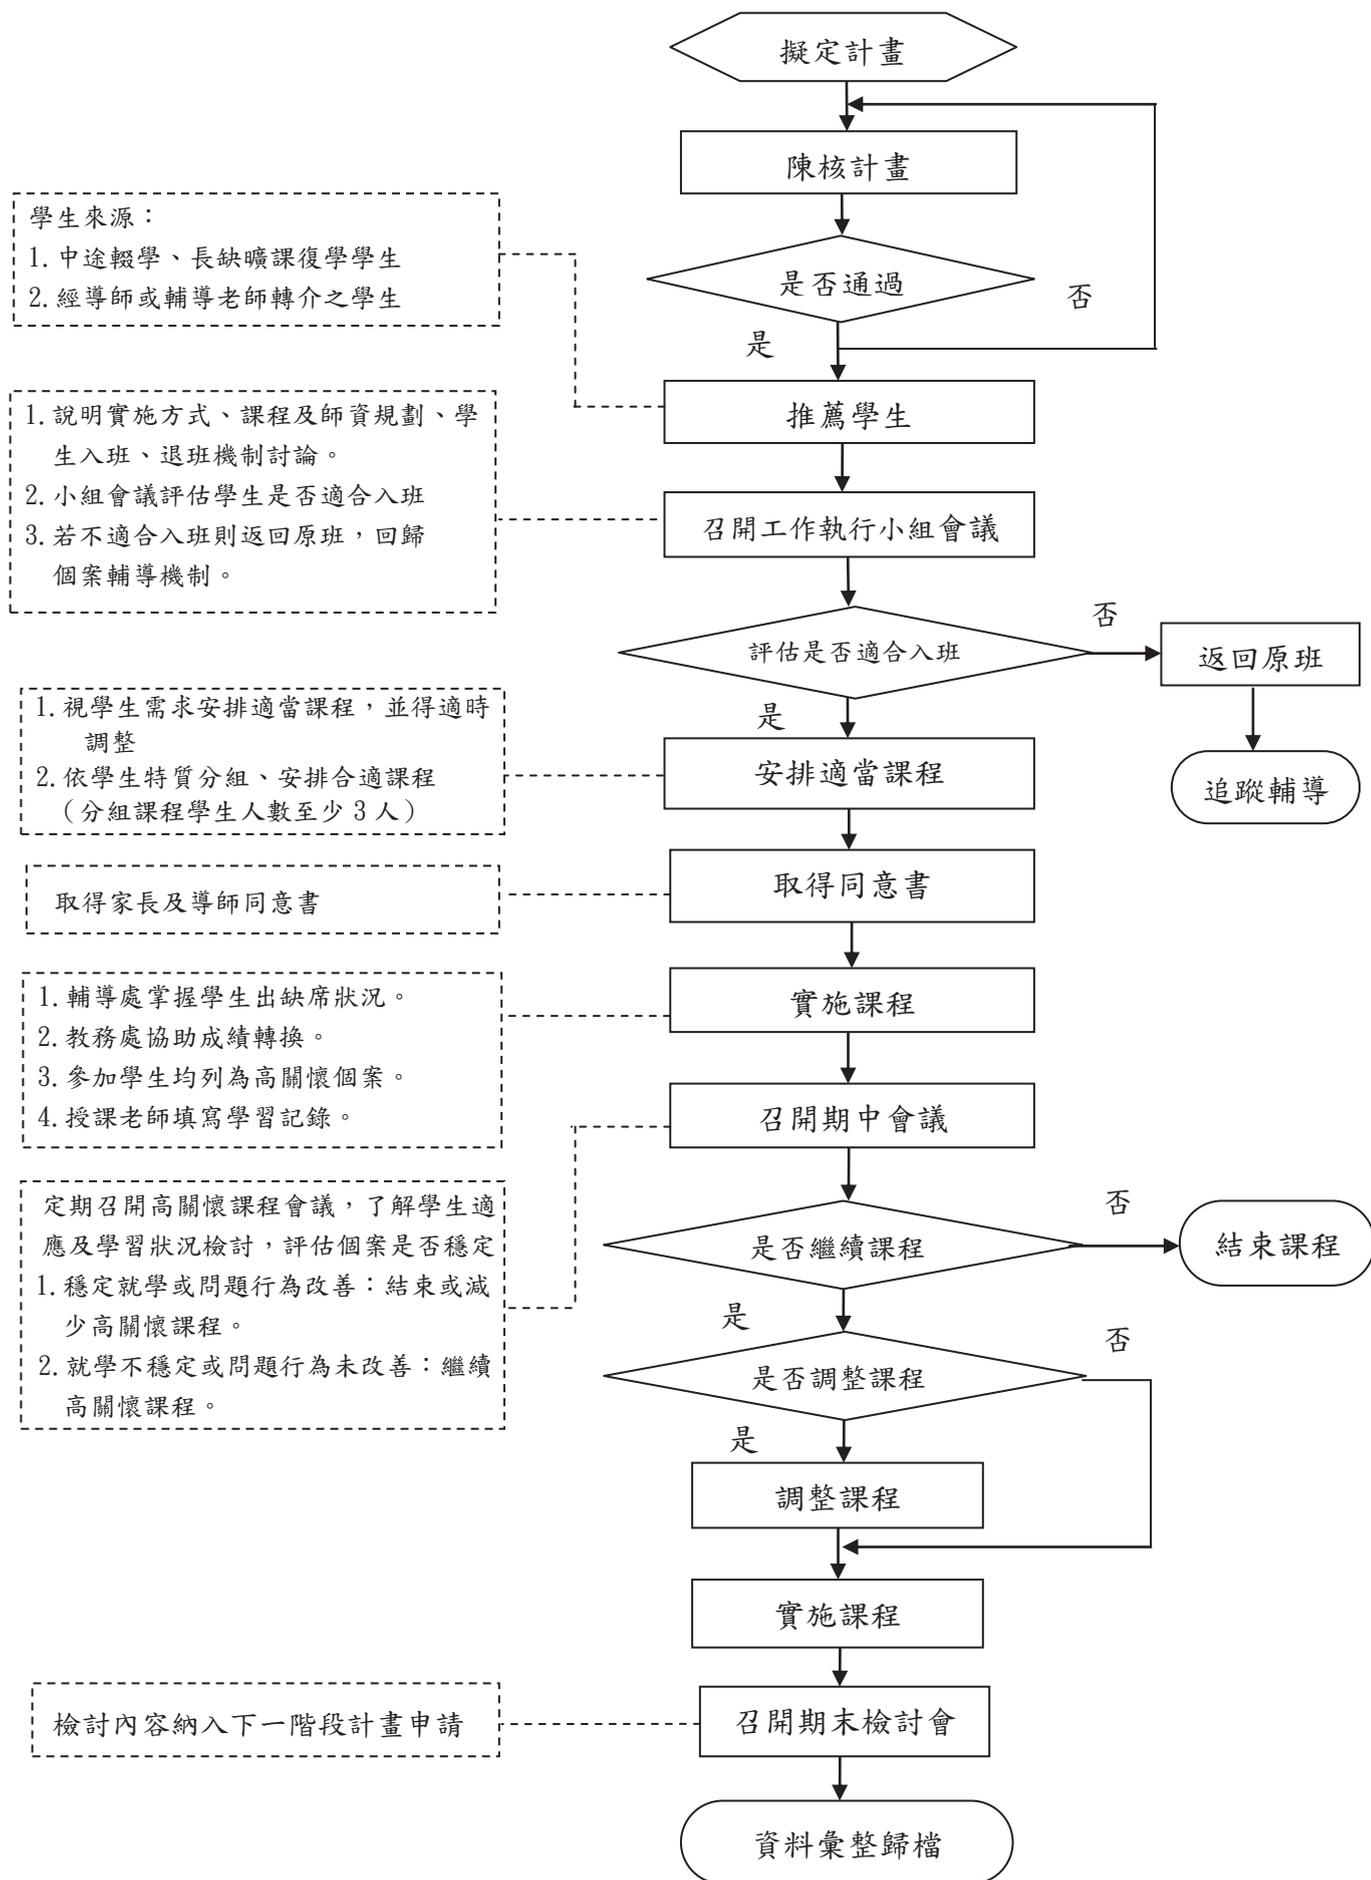 擬定計畫
陳核計畫
學生來源：
1.中途輟學、長缺曠課復學學生
2.經導師或輔導老師轉介之學生
是否通過
否
是
推薦學生
1.說明實施方式、課程及師資規劃、學
生入班、退班機制討論。
2.小組會議評估學生是否適合入班
3.若不適合入班則返回原班，回歸
個案輔導機制。
召開工作執行小組會議
評估是否適合入班
否
返回原班
是
追蹤輔導
1.視學生需求安排適當課程，並得適時
調整
2.依學生特質分組、安排合適課程
（分組課程學生人數至少3人）
安排適當課程
取得家長及導師同意書
取得同意書
1.輔導處掌握學生出缺席狀況。
2.教務處協助成績轉換。
3.參加學生均列為高關懷個案。
4.授課老師填寫學習記錄。
實施課程
召開期中會議
定期召開高關懷課程會議，了解學生適
應及學習狀況檢討，評估個案是否穩定
1.穩定就學或問題行為改善：結束或減
少高關懷課程。
2.就學不穩定或問題行為未改善：繼續
高關懷課程。
是否繼續課程
否
結束課程
是
是否調整課程
否
是
調整課程
實施課程
檢討內容納入下一階段計畫申請
召開期末檢討會
資料彙整歸檔